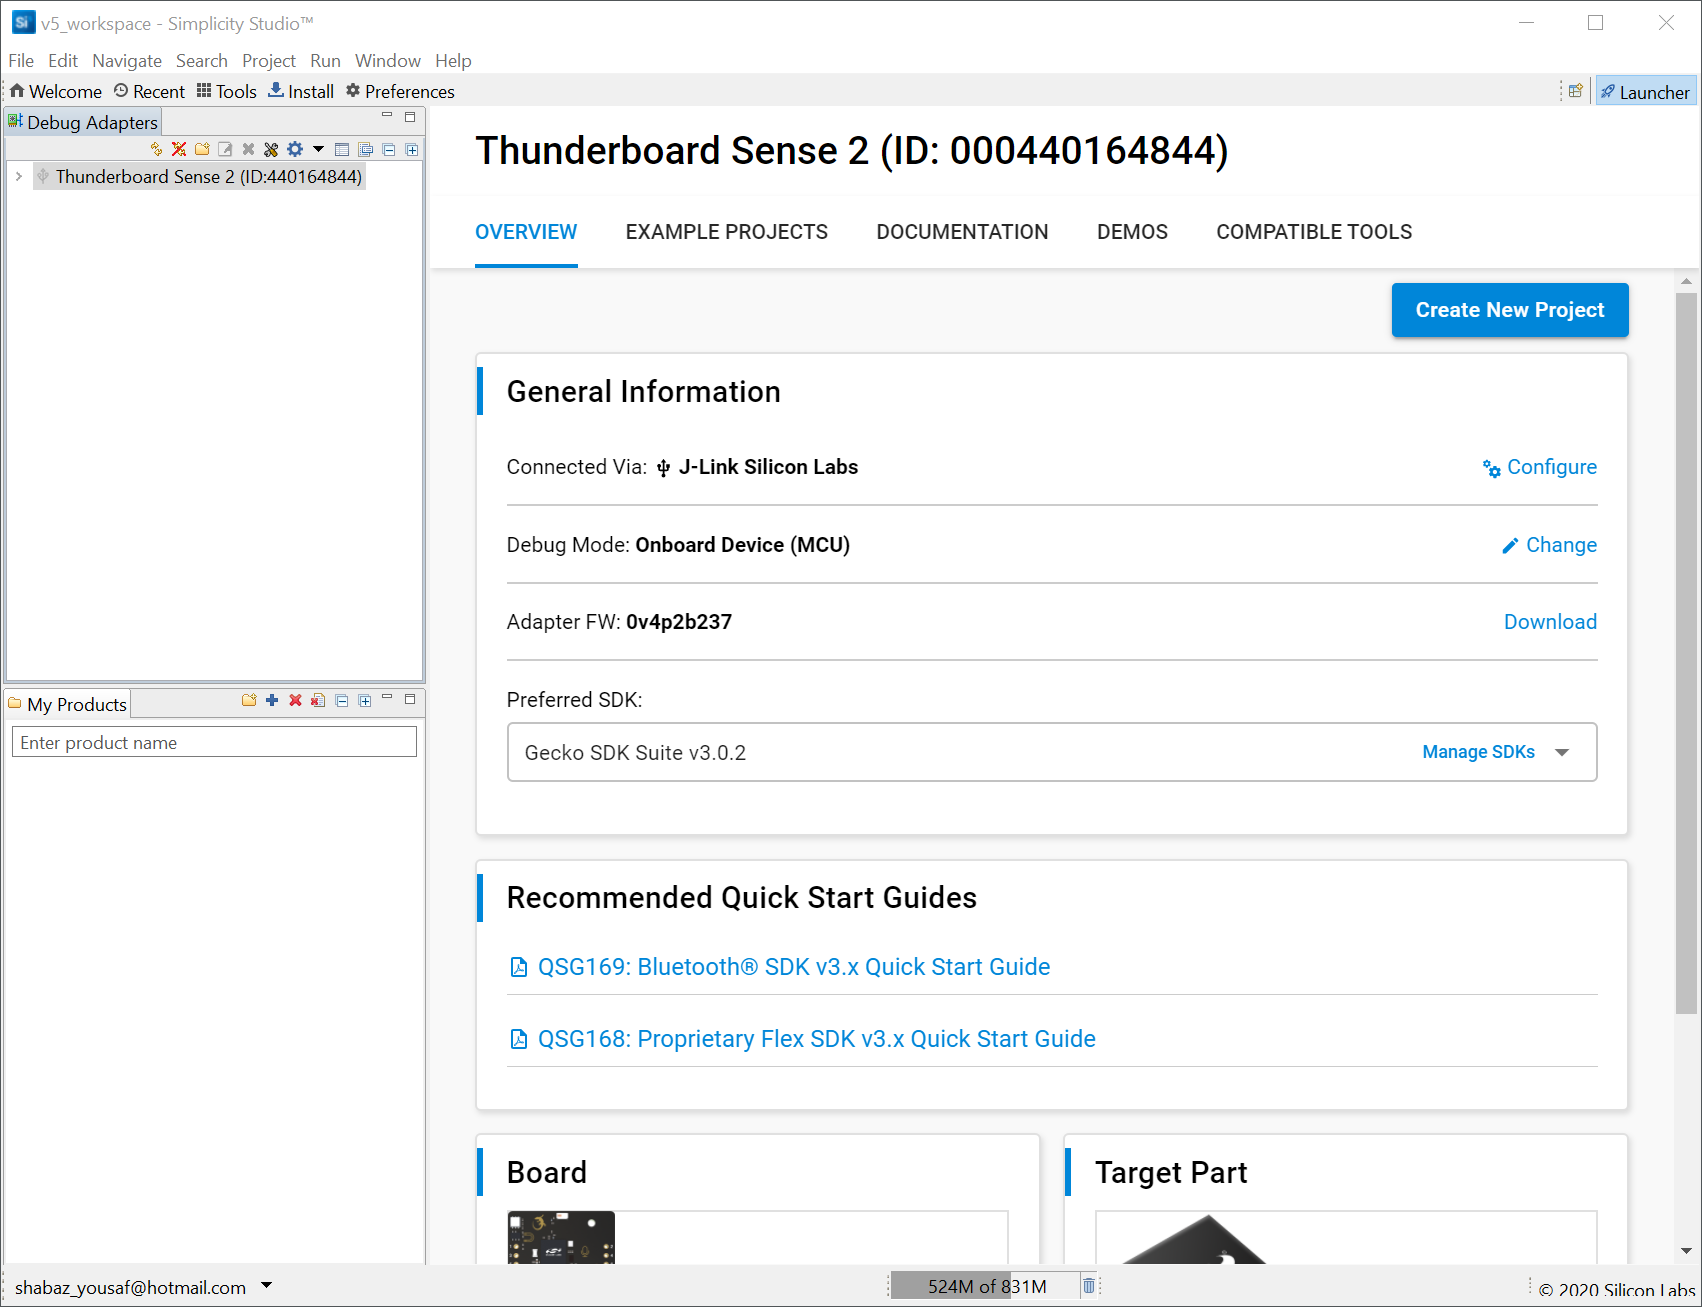 Si v5_workspace - Simplicity Studio™
File Edit Navigate Search Project Run Window Help
Welcome Recent Tools Install Preferences Launcher
Debug Adapters
Thunderboard Sense 2 (ID:440164844)
My Products
Enter product name
Thunderboard Sense 2 (ID: 000440164844)
OVERVIEW EXAMPLE PROJECTS DOCUMENTATION DEMOS COMPATIBLE TOOLS
Create New Project
General Information
Connected Via: J-Link Silicon Labs Configure
Debug Mode: Onboard Device (MCU) Change
Adapter FW: 0v4p2b237 Download
Preferred SDK:
Gecko SDK Suite v3.0.2 Manage SDKs
Recommended Quick Start Guides
QSG169: Bluetooth® SDK v3.x Quick Start Guide
QSG168: Proprietary Flex SDK v3.x Quick Start Guide
Board
Target Part
shabaz_yousaf@hotmail.com 524M of 831M © 2020 Silicon Labs